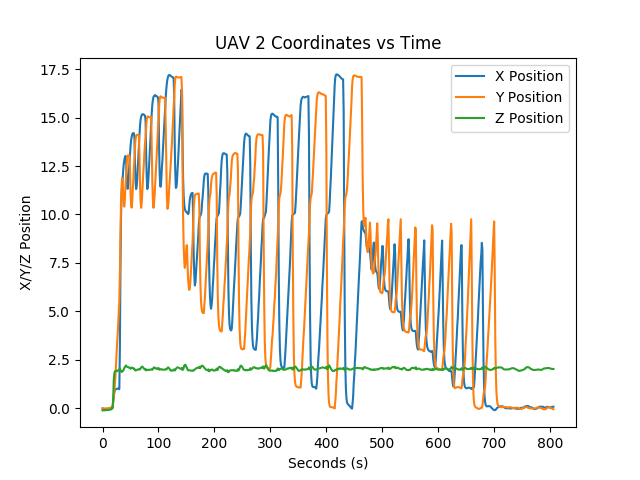 UAV 2 Coordinates vs Time
X Position
Y Position
Z Position
X/Y/Z Position
17.5
15.0
12.5
10.0
7.5
5.0
2.5
0.0
0 100 200 300 400 500 600 700 800
Seconds (s)